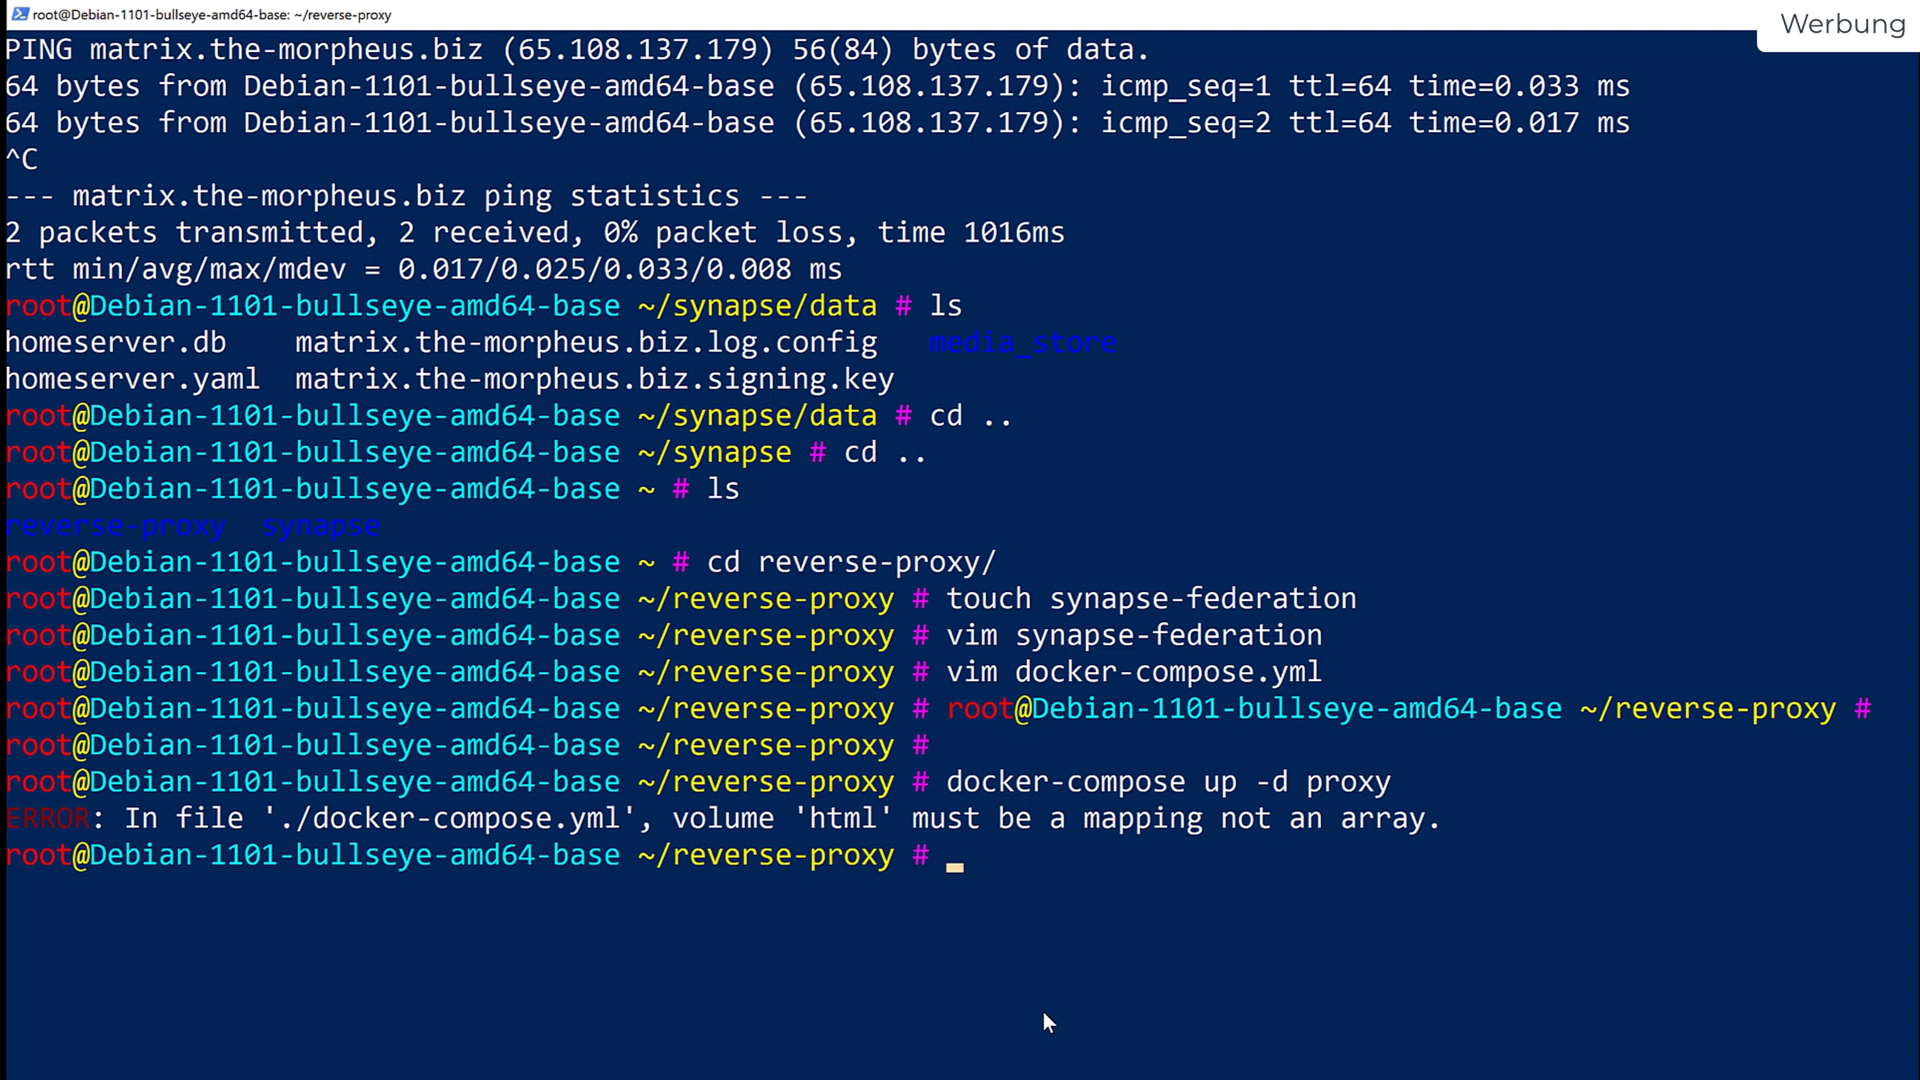 root@Debian-1101-bullseye-amd64-base: ~/reverse-proxy
Werbung
PING matrix.the-morpheus.biz (65.108.137.179) 56(84) bytes of data.
64 bytes from Debian-1101-bullseye-amd64-base (65.108.137.179): icmp_seq=1 ttl=64 time=0.033 ms
64 bytes from Debian-1101-bullseye-amd64-base (65.108.137.179): icmp_seq=2 ttl=64 time=0.017 ms
^C
--- matrix.the-morpheus.biz ping statistics ---
2 packets transmitted, 2 received, 0% packet loss, time 1016ms
rtt min/avg/max/mdev = 0.017/0.025/0.033/0.008 ms
root@Debian-1101-bullseye-amd64-base ~/synapse/data # ls
homeserver.db    matrix.the-morpheus.biz.log.config   media_store
homeserver.yaml  matrix.the-morpheus.biz.signing.key
root@Debian-1101-bullseye-amd64-base ~/synapse/data # cd ..
root@Debian-1101-bullseye-amd64-base ~/synapse # cd ..
root@Debian-1101-bullseye-amd64-base ~ # ls
reverse-proxy  synapse
root@Debian-1101-bullseye-amd64-base ~ # cd reverse-proxy/
root@Debian-1101-bullseye-amd64-base ~/reverse-proxy # touch synapse-federation
root@Debian-1101-bullseye-amd64-base ~/reverse-proxy # vim synapse-federation
root@Debian-1101-bullseye-amd64-base ~/reverse-proxy # vim docker-compose.yml
root@Debian-1101-bullseye-amd64-base ~/reverse-proxy # root@Debian-1101-bullseye-amd64-base ~/reverse-proxy #
root@Debian-1101-bullseye-amd64-base ~/reverse-proxy #
root@Debian-1101-bullseye-amd64-base ~/reverse-proxy # docker-compose up -d proxy
ERROR: In file './docker-compose.yml', volume 'html' must be a mapping not an array.
root@Debian-1101-bullseye-amd64-base ~/reverse-proxy #